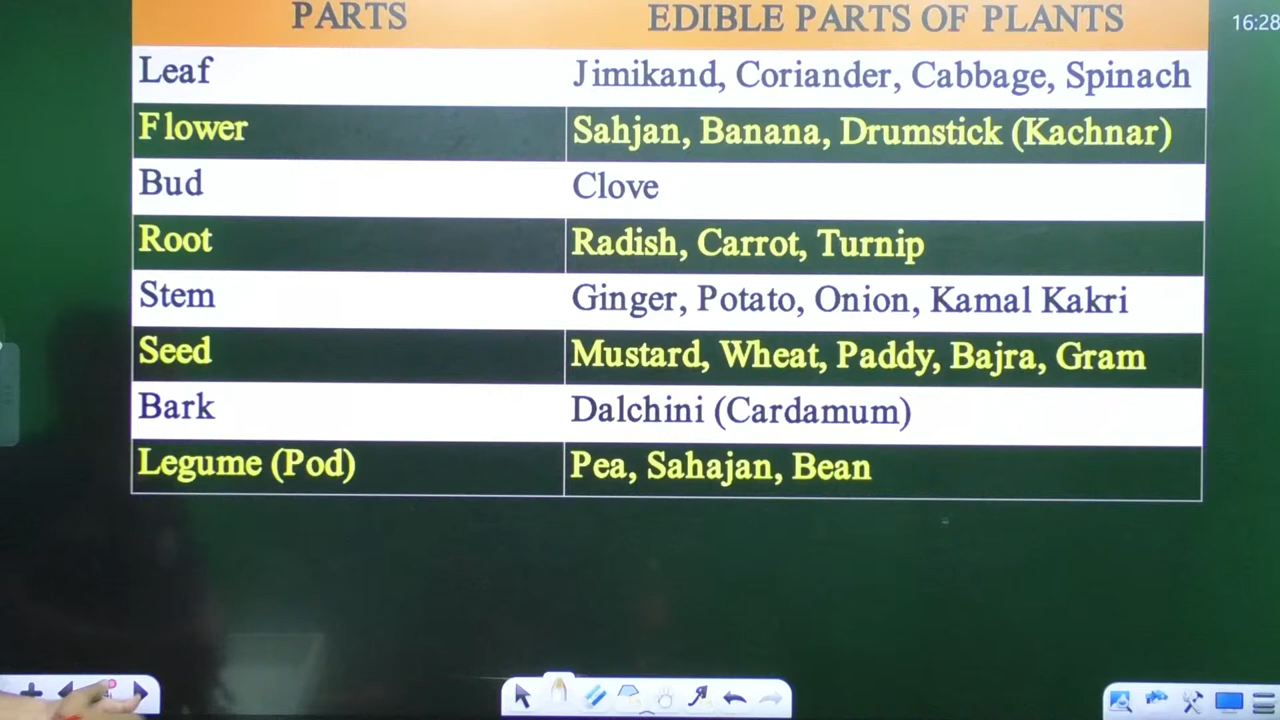 PARTS EDIBLE PARTS OF PLANTS
16:28
Leaf Jimikand, Coriander, Cabbage, Spinach
Flower Sahjan, Banana, Drumstick (Kachnar)
Bud Clove
Root Radish, Carrot, Turnip
Stem Ginger, Potato, Onion, Kamal Kakri
Seed Mustard, Wheat, Paddy, Bajra, Gram
Bark Dalchini (Cardamum)
Legume (Pod) Pea, Sahajan, Bean